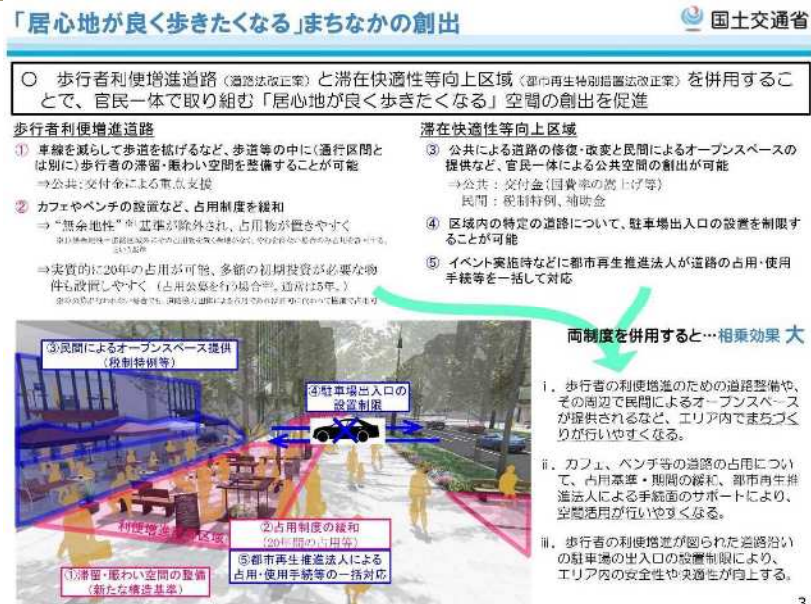 「居心地が良く歩きたくなる」まちなかの創出
国土交通省
○ 歩行者利便増進道路（道路法改正案）と滞在快適性等向上区域（都市再生特別措置法改正案）を併用するこ
とで、官民一体で取り組む「居心地が良く歩きたくなる」空間の創出を促進
歩行者利便増進道路
① 車線を減らして歩道を拡げるなど、歩道等の中に（通行区間と
は別に）歩行者の滞留・賑わい空間を整備することが可能
⇒公共：交付金による重点支援
② カフェやベンチの設置など、占用制度を緩和
⇒ “無余地性”※1基準が除外され、占用物が置きやすく
⇒実質的に20年の占用が可能、多額の初期投資が必要な物
件も設置しやすく（占用公募を行う場合※2。通常は5年。）
滞在快適性等向上区域
③ 公共による道路の修復・改変と民間によるオープンスペースの
提供など、官民一体による公共空間の創出が可能
⇒公共：交付金（国費率の嵩上げ等）
民間：税制特例、補助金
④ 区域内の特定の道路について、駐車場出入口の設置を制限す
ることが可能
⑤ イベント実施時などに都市再生推進法人が道路の占用・使用
手続等を一括して対応
両制度を併用すると…相乗効果 大
ⅰ．歩行者の利便増進のための道路整備や、
その周辺で民間によるオープンスペース
が提供されるなど、エリア内でまちづく
りが行いやすくなる。
ⅱ．カフェ、ベンチ等の道路の占用につい
て、占用基準・期間の緩和、都市再生推
進法人による手続面のサポートにより、
空間活用が行いやすくなる。
ⅲ．歩行者の利便増進が図られた道路沿い
の駐車場の出入口の設置制限により、
エリア内の安全性や快適性が向上する。
③民間によるオープンスペース提供
（税制特例等）
④駐車場出入口の
設置制限
利便増進 区域
②占用制度の緩和
（20年間の占用等）
⑤都市再生推進法人による
占用・使用手続等の一括対応
①滞留・賑わい空間の整備
（新たな構造基準）
3